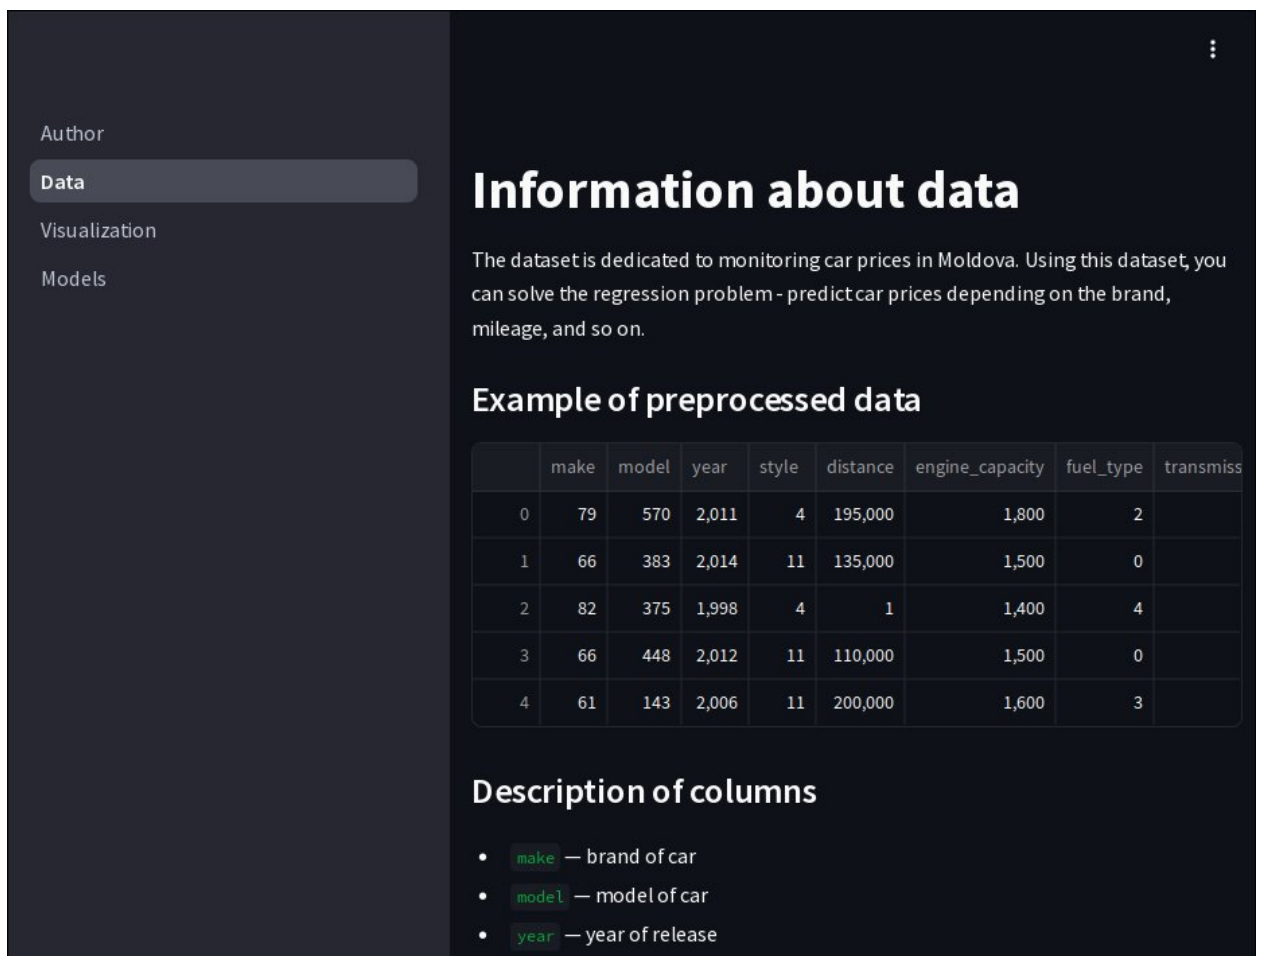 Author
Data
Visualization
Models
Information about data
The dataset is dedicated to monitoring car prices in Moldova. Using this dataset, you
can solve the regression problem - predict car prices depending on the brand,
mileage, and so on.
Example of preprocessed data
make model year style distance engine_capacity fuel_type transmiss
0 79 570 2,011 4 195,000 1,800 2
1 66 383 2,014 11 135,000 1,500 0
2 82 375 1,998 4 1 1,400 4
3 66 448 2,012 11 110,000 1,500 0
4 61 143 2,006 11 200,000 1,600 3
Description of columns
• make — brand of car
• model — model of car
• year — year of release